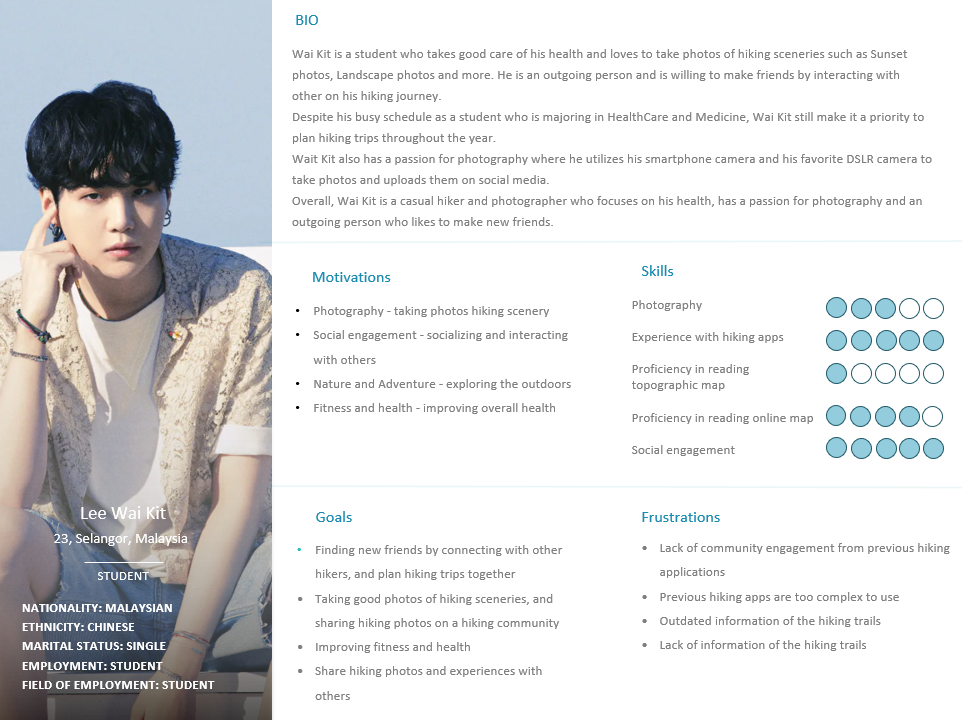 BIO
Wai Kit is a student who takes good care of his health and loves to take photos of hiking sceneries such as Sunset
photos, Landscape photos and more. He is an outgoing person and is willing to make friends by interacting with
other on his hiking journey.
Despite his busy schedule as a student who is majoring in HealthCare and Medicine, Wai Kit still make it a priority to
plan hiking trips throughout the year.
Wait Kit also has a passion for photography where he utilizes his smartphone camera and his favorite DSLR camera to
take photos and uploads them on social media.
Overall, Wai Kit is a casual hiker and photographer who focuses on his health, has a passion for photography and an
outgoing person who likes to make new friends.
Motivations
• Photography - taking photos hiking scenery
• Social engagement - socializing and interacting
with others
• Nature and Adventure - exploring the outdoors
• Fitness and health - improving overall health
Skills
Photography
Experience with hiking apps
Proficiency in reading
topographic map
Proficiency in reading online map
Social engagement
Lee Wai Kit
23, Selangor, Malaysia
STUDENT
NATIONALITY: MALAYSIAN
ETHNICITY: CHINESE
MARITAL STATUS: SINGLE
EMPLOYMENT: STUDENT
FIELD OF EMPLOYMENT: STUDENT
Goals
• Finding new friends by connecting with other
hikers, and plan hiking trips together
• Taking good photos of hiking sceneries, and
sharing hiking photos on a hiking community
• Improving fitness and health
• Share hiking photos and experiences with
others
Frustrations
• Lack of community engagement from previous hiking
applications
• Previous hiking apps are too complex to use
• Outdated information of the hiking trails
• Lack of information of the hiking trails